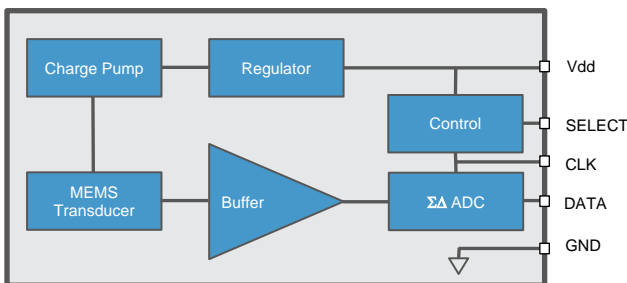 Charge Pump
Regulator
Vdd
Control
SELECT
CLK
MEMS
Transducer
Buffer
ΣΔ ADC
DATA
GND